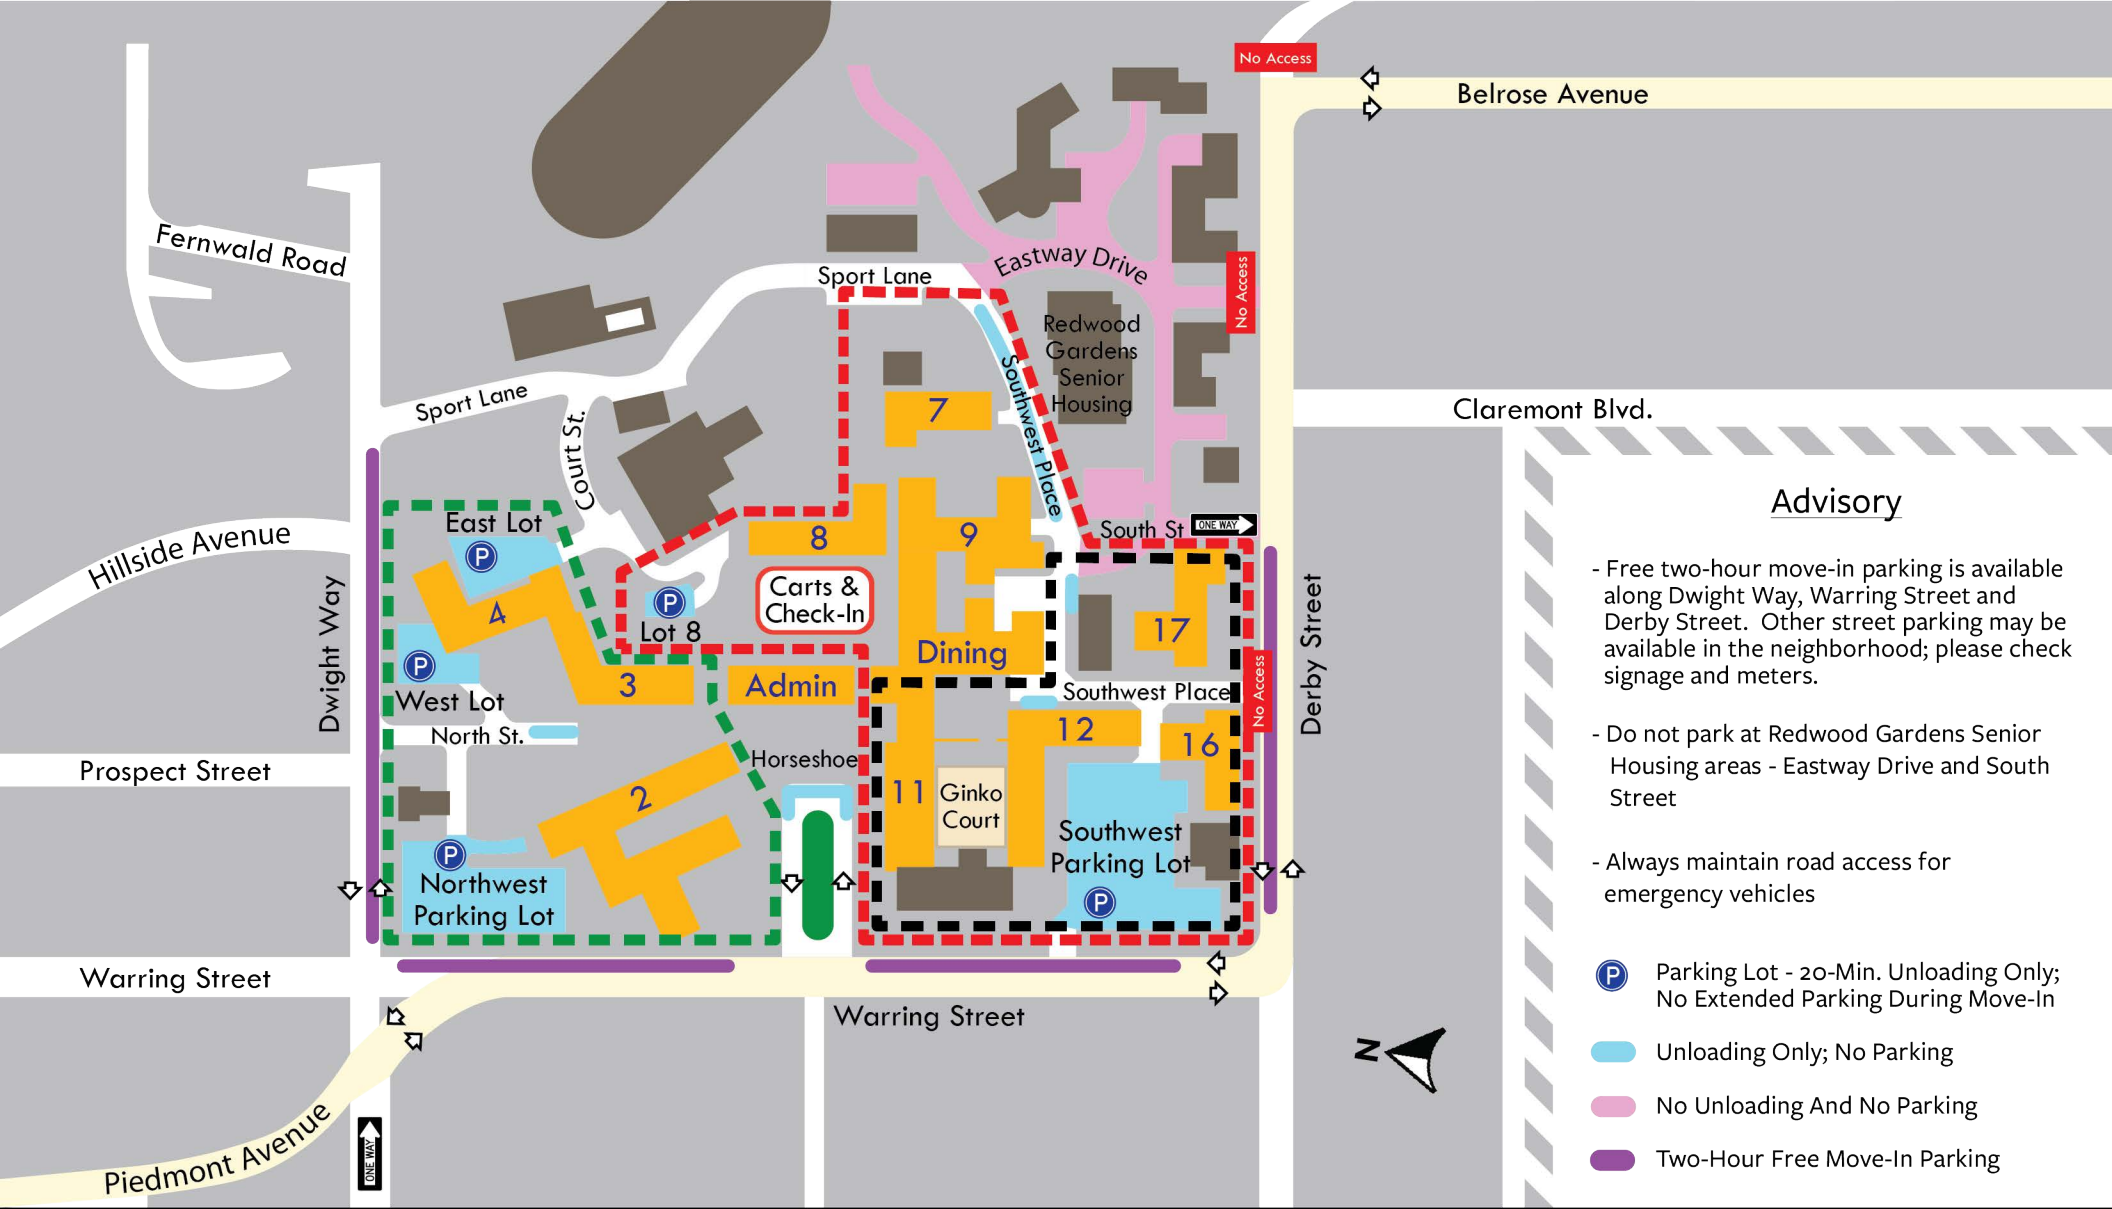 No Access
Belrose Avenue
Fernwald Road
Sport Lane
Eastway Drive
No Access
Redwood
Gardens
Senior
Housing
Southwest Place
Sport Lane
Court St.
7
Claremont Blvd.
Hillside Avenue
East Lot
P
8
9
South St
ONE WAY
Carts &
Check-In
4
P
Lot 8
17
Dwight Way
P
West Lot
3
Admin
Dining
Southwest Place
No Access
Derby Street
North St.
12
16
Prospect Street
Horseshoe
2
11
Ginko
Court
Southwest
Parking Lot
P
P
Northwest
Parking Lot
Warring Street
Warring Street
Piedmont Avenue
ONE WAY
N
Advisory
- Free two-hour move-in parking is available
along Dwight Way, Warring Street and
Derby Street.  Other street parking may be
available in the neighborhood; please check
signage and meters.
- Do not park at Redwood Gardens Senior
Housing areas - Eastway Drive and South
Street
- Always maintain road access for
emergency vehicles
P
Parking Lot - 20-Min. Unloading Only;
No Extended Parking During Move-In
Unloading Only; No Parking
No Unloading And No Parking
Two-Hour Free Move-In Parking